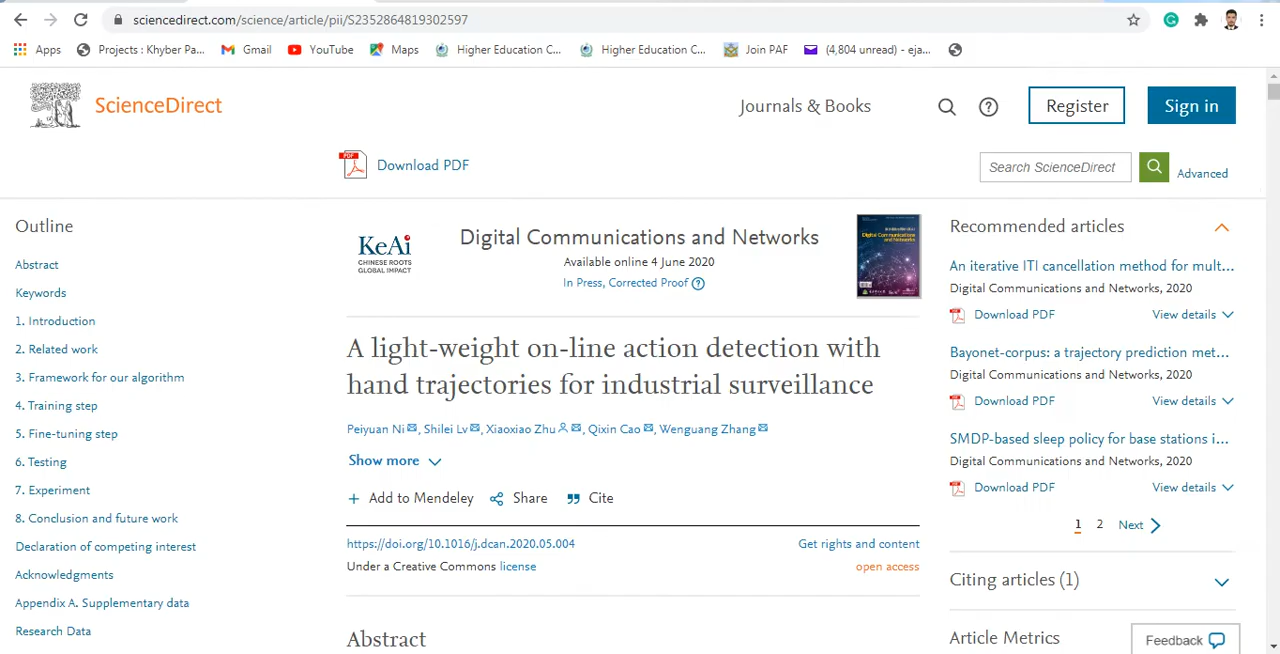 sciencedirect.com/science/article/pii/S2352864819302597
Apps Projects : Khyber Pa... Gmail YouTube Maps Higher Education C... Higher Education C... Join PAF (4,804 unread) - eja...
ScienceDirect
Journals & Books
Register
Sign in
Download PDF
Search ScienceDirect
Advanced
Outline
Abstract
Keywords
1. Introduction
2. Related work
3. Framework for our algorithm
4. Training step
5. Fine-tuning step
6. Testing
7. Experiment
8. Conclusion and future work
Declaration of competing interest
Acknowledgments
Appendix A. Supplementary data
Research Data
KeAi
CHINESE ROOTS
GLOBAL IMPACT
Digital Communications and Networks
Available online 4 June 2020
In Press, Corrected Proof
A light-weight on-line action detection with
hand trajectories for industrial surveillance
Peiyuan Ni, Shilei Lv, Xiaoxiao Zhu, Qixin Cao, Wenguang Zhang
Show more
Add to Mendeley Share Cite
https://doi.org/10.1016/j.dcan.2020.05.004
Get rights and content
Under a Creative Commons license
open access
Abstract
Recommended articles
An iterative ITI cancellation method for mult...
Digital Communications and Networks, 2020
Download PDF View details
Bayonet-corpus: a trajectory prediction met...
Digital Communications and Networks, 2020
Download PDF View details
SMDP-based sleep policy for base stations i...
Digital Communications and Networks, 2020
Download PDF View details
1 2 Next
Citing articles (1)
Article Metrics
Feedback